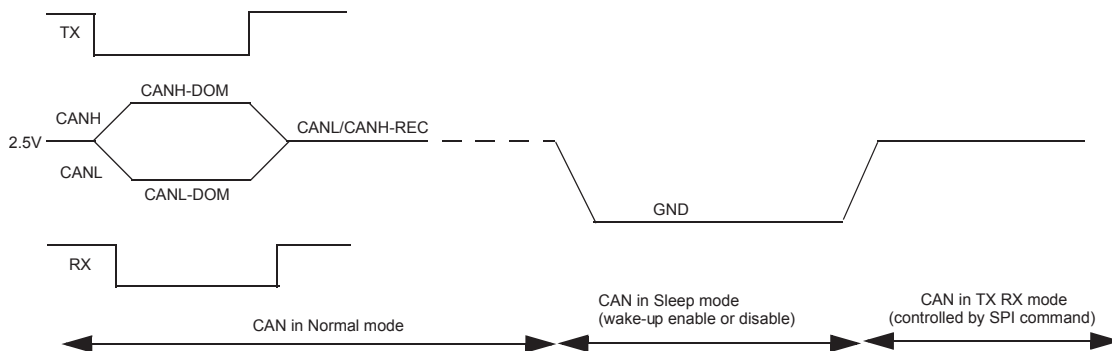 TX
CANH-DOM
CANH
CANL/CANH-REC
2.5V
CANL
CANL-DOM
GND
RX
CAN in Normal mode
CAN in Sleep mode
(wake-up enable or disable)
CAN in TX RX mode
(controlled by SPI command)